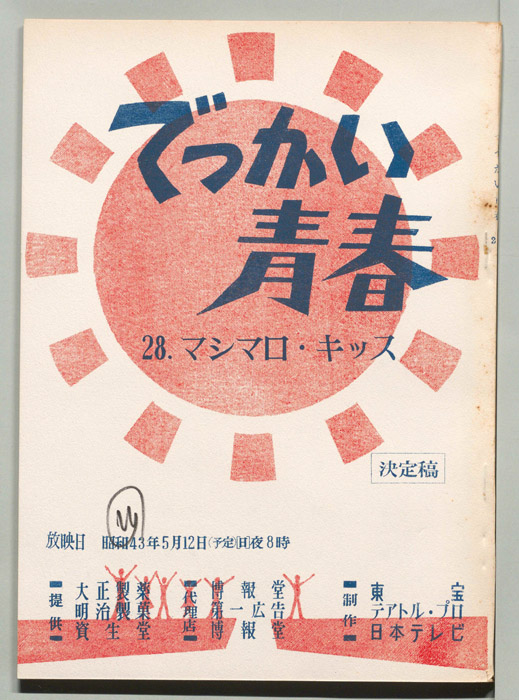 でっかい
青春
28. マシマロ・キッス
決定稿
放映日 昭和43年5月12日(予定)(日)夜8時
提供
大正製薬
明治製菓
資生堂
代理店
博報堂
第一広告
博報堂
制作
東宝
テアトル・プロ
日本テレビ